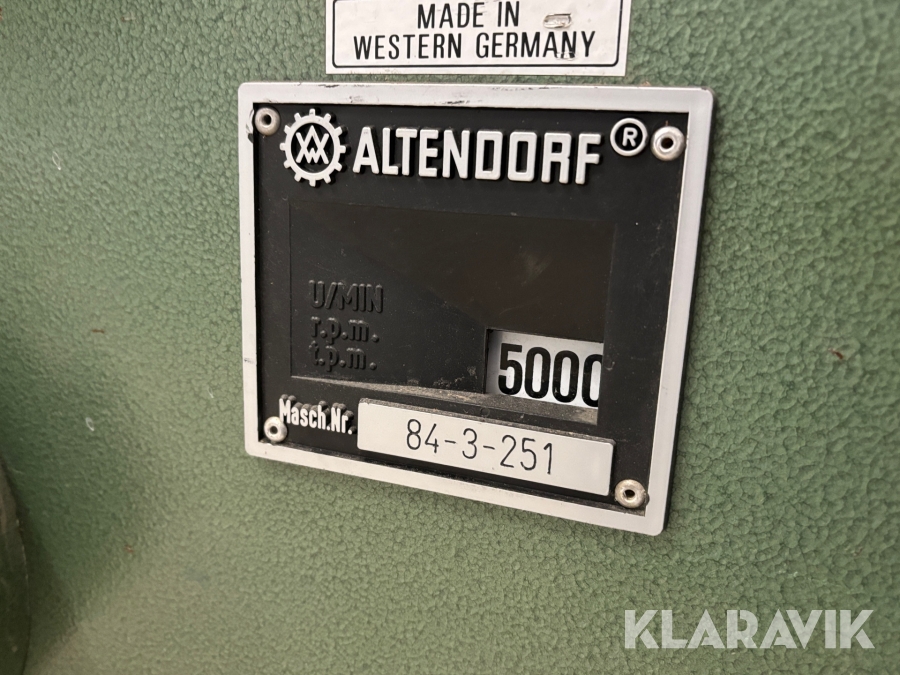 MADE IN
WESTERN GERMANY
ALTENDORF®
U/MIN
r.p.m.
t.p.m.
5000
Masch.Nr.
84-3-251
KLARAVIK